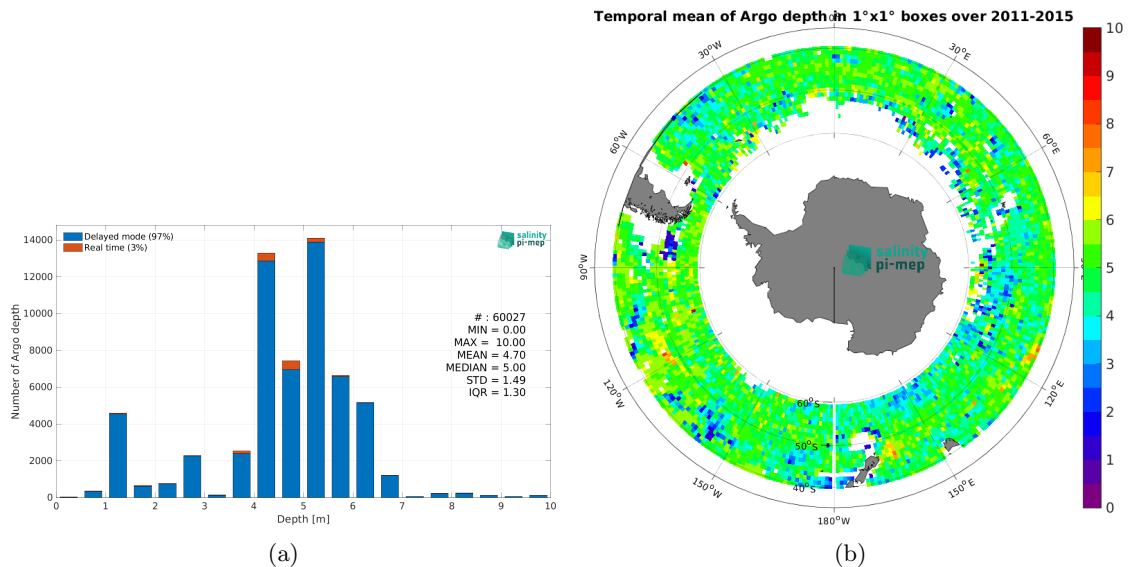 Delayed mode (97%)
Real time (3%)
salinity
pi-mep
Number of Argo depth
14000
12000
10000
8000
6000
4000
2000
0
# : 60027
MIN = 0.00
MAX = 10.00
MEAN = 4.70
MEDIAN = 5.00
STD = 1.49
IQR = 1.30
0 1 2 3 4 5 6 7 8 9 10
Depth [m]
(a)
Temporal mean of Argo depth in 1°x1° boxes over 2011-2015
30°W
30°E
60°W
60°E
90°W
120°W
120°E
150°W
150°E
180°W
60°S
50°S
40°S
salinity
pi-mep
10
9
8
7
6
5
4
3
2
1
0
(b)